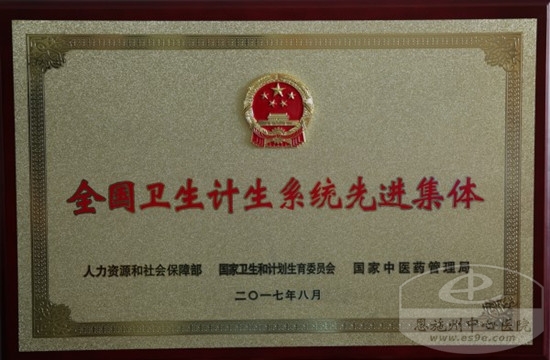 全国卫生计生系统先进集体
人力资源和社会保障部 国家卫生和计划生育委员会 国家中医药管理局
二〇一七年八月
恩施州中心医院
www.es9e.com